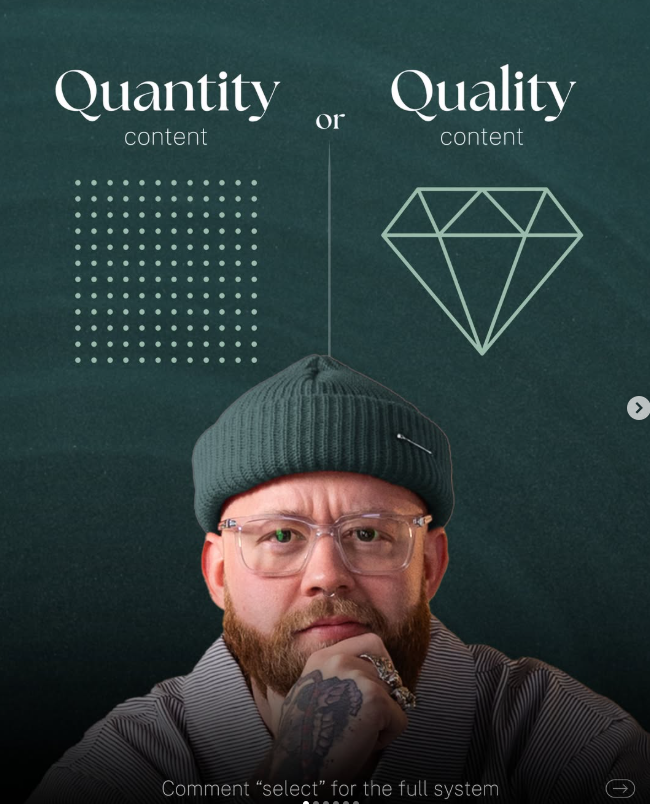 Quantity
content
or
Quality
content
Comment “select” for the full system